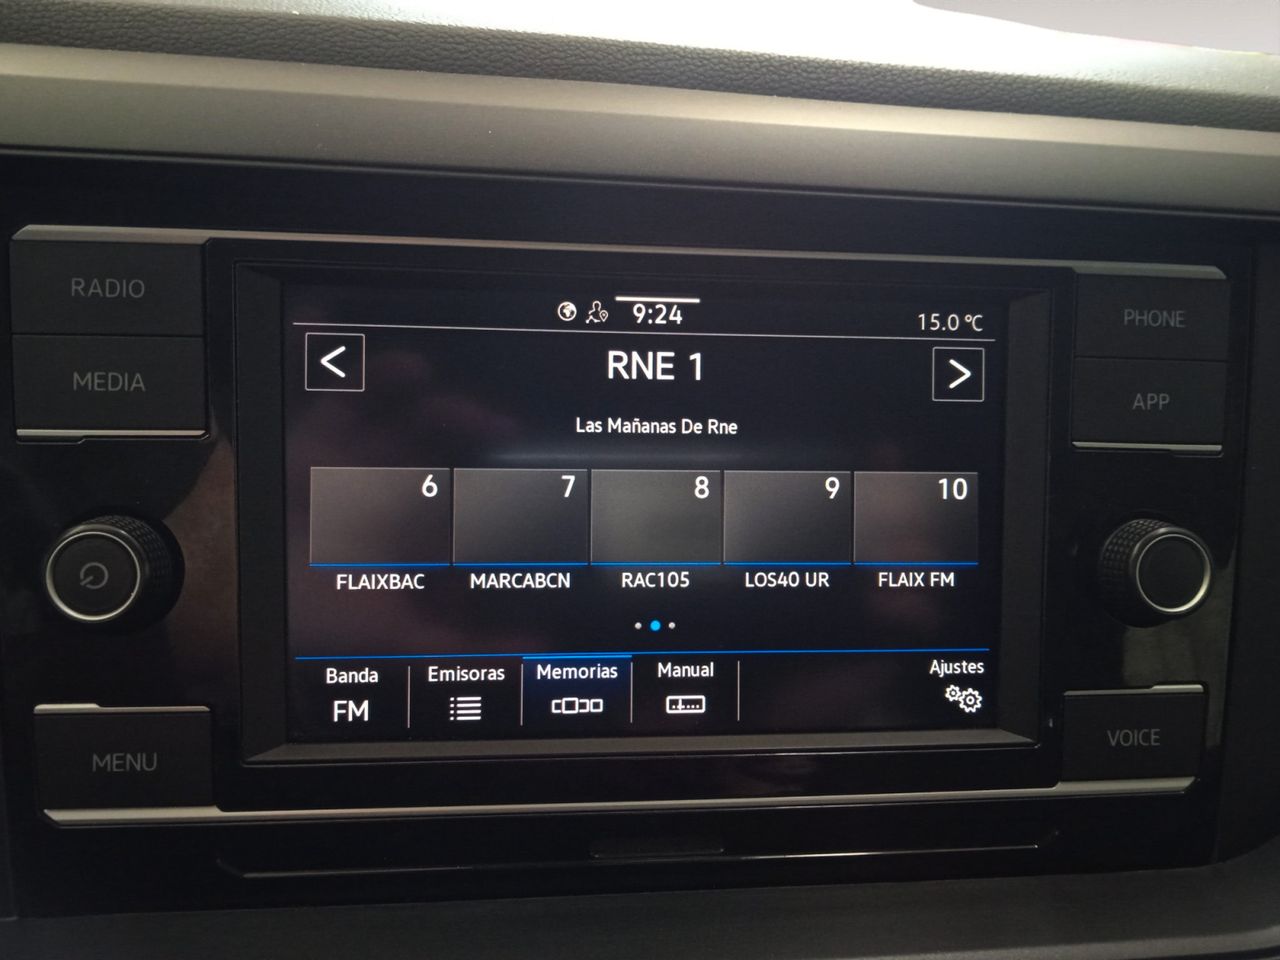 RADIO
MEDIA
MENU
9:24
15.0 °C
<
RNE 1
>
Las Mañanas De Rne
6 7 8 9 10
FLAIXBAC MARCABCN RAC105 LOS40 UR FLAIX FM
Banda Emisoras Memorias Manual Ajustes
FM
PHONE
APP
VOICE